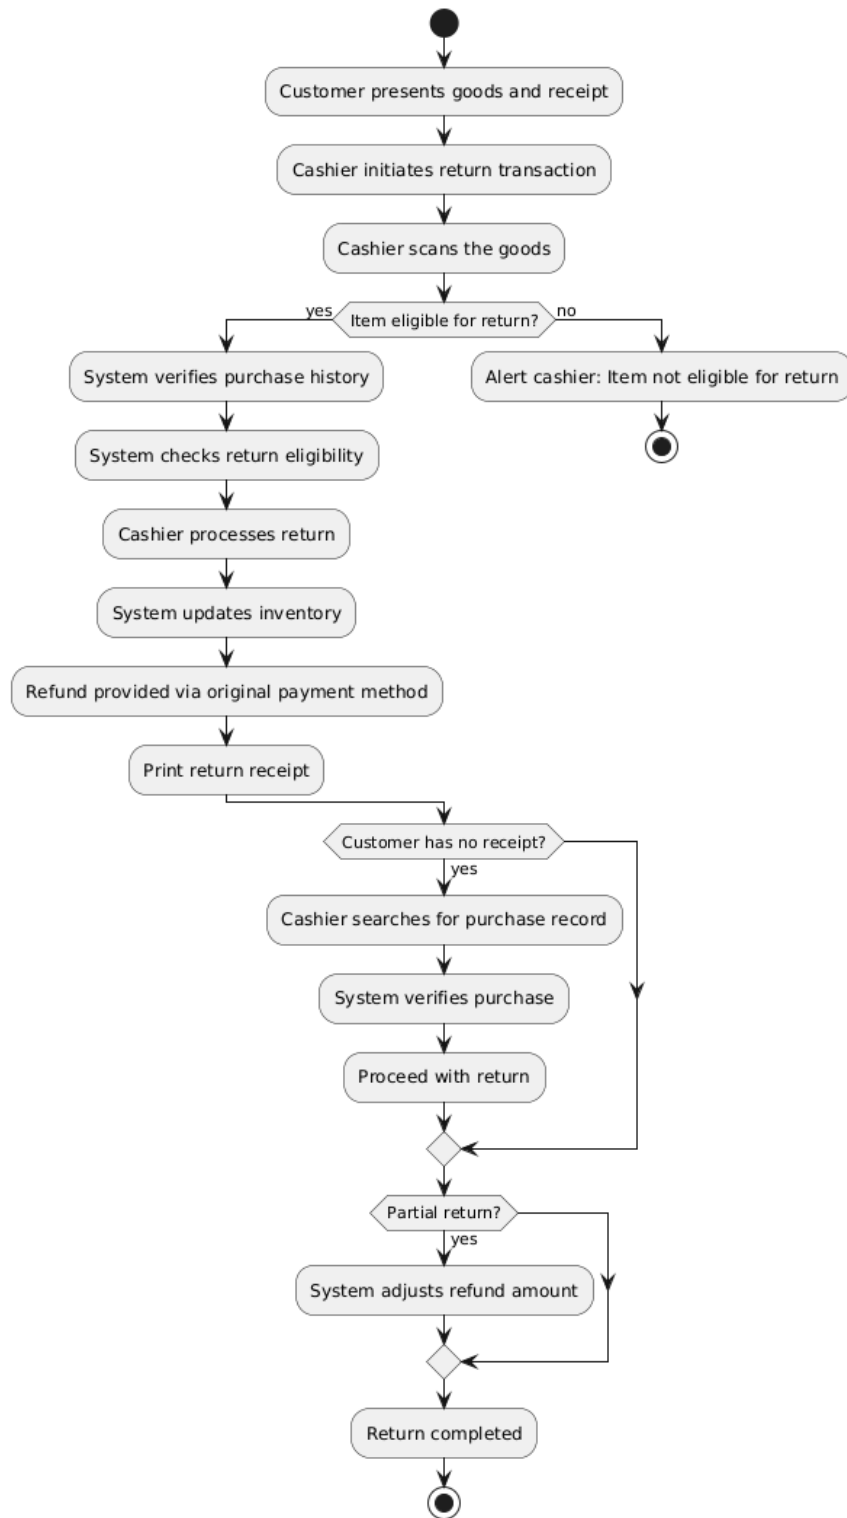 Customer presents goods and receipt
Cashier initiates return transaction
Cashier scans the goods
yes
Item eligible for return?
no
System verifies purchase history
Alert cashier: Item not eligible for return
System checks return eligibility
Cashier processes return
System updates inventory
Refund provided via original payment method
Print return receipt
Customer has no receipt?
yes
Cashier searches for purchase record
System verifies purchase
Proceed with return
Partial return?
yes
System adjusts refund amount
Return completed